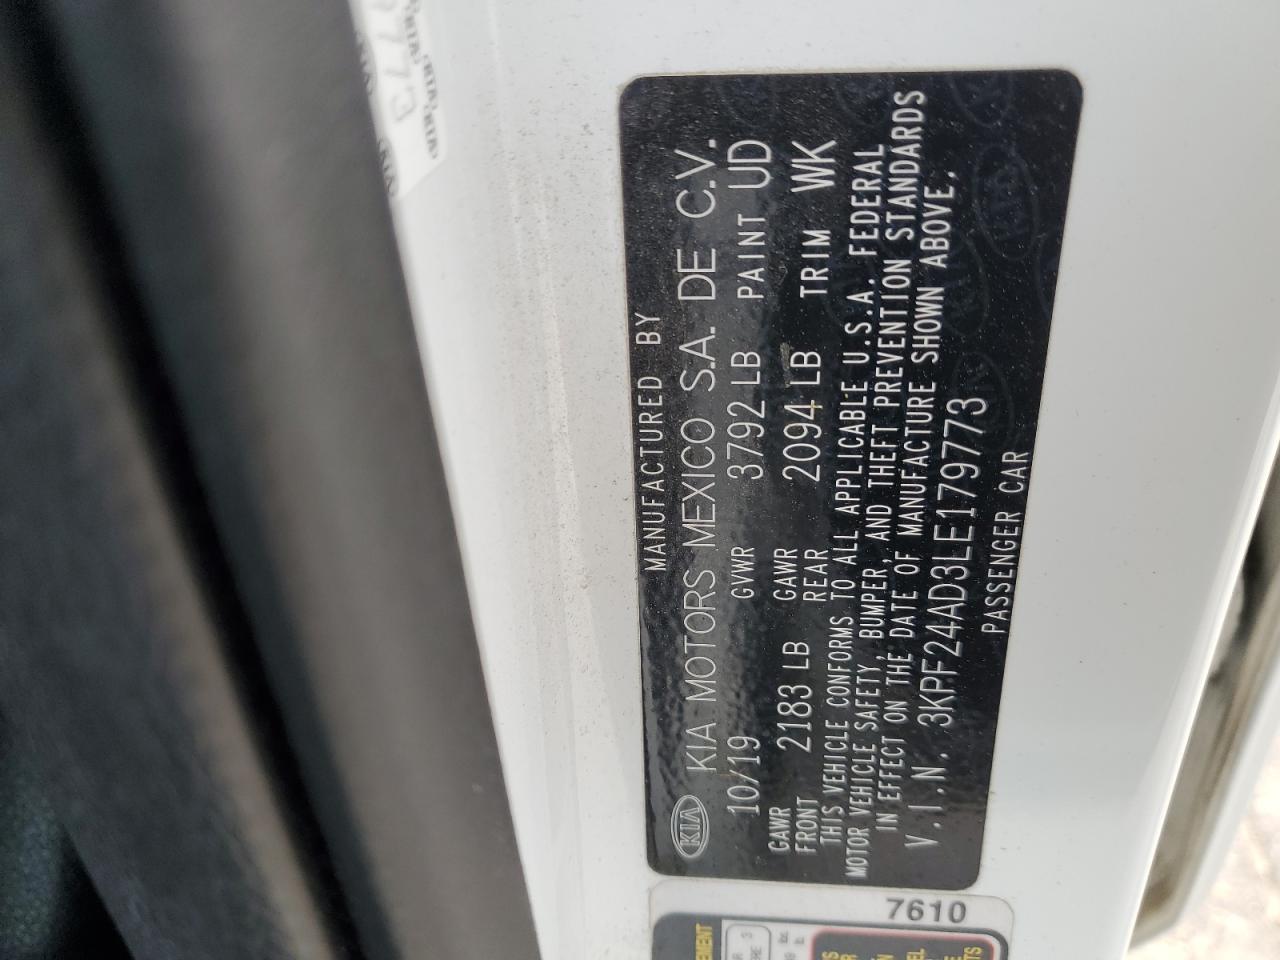 MANUFACTURED BY
KIA KIA MOTORS MEXICO S.A. DE C.V.
10/19 GVWR 3792 LB PAINT UD
GAWR FRONT 2183 LB GAWR REAR 2094 LB TRIM WK
THIS VEHICLE CONFORMS TO ALL APPLICABLE U.S.A. FEDERAL
MOTOR VEHICLE SAFETY, BUMPER, AND THEFT PREVENTION STANDARDS
IN EFFECT ON THE DATE OF MANUFACTURE SHOWN ABOVE.
V.I.N. 3KPF24AD3LE179773
PASSENGER CAR
7610